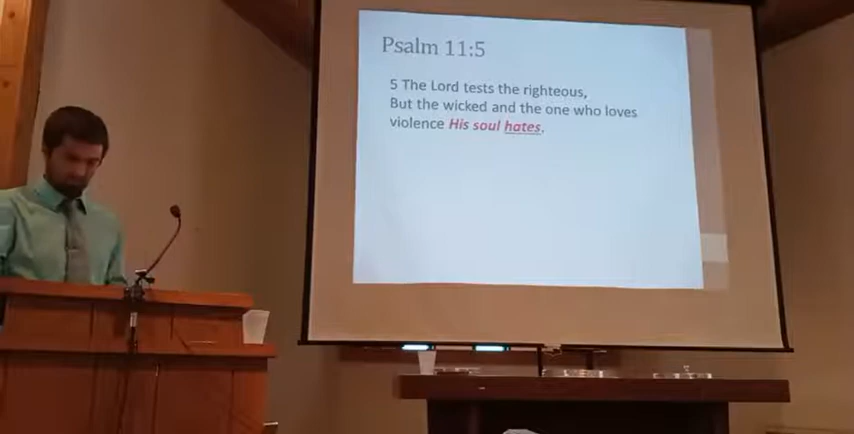 Psalm 11:5
5 The Lord tests the righteous,
But the wicked and the one who loves
violence His soul hates.